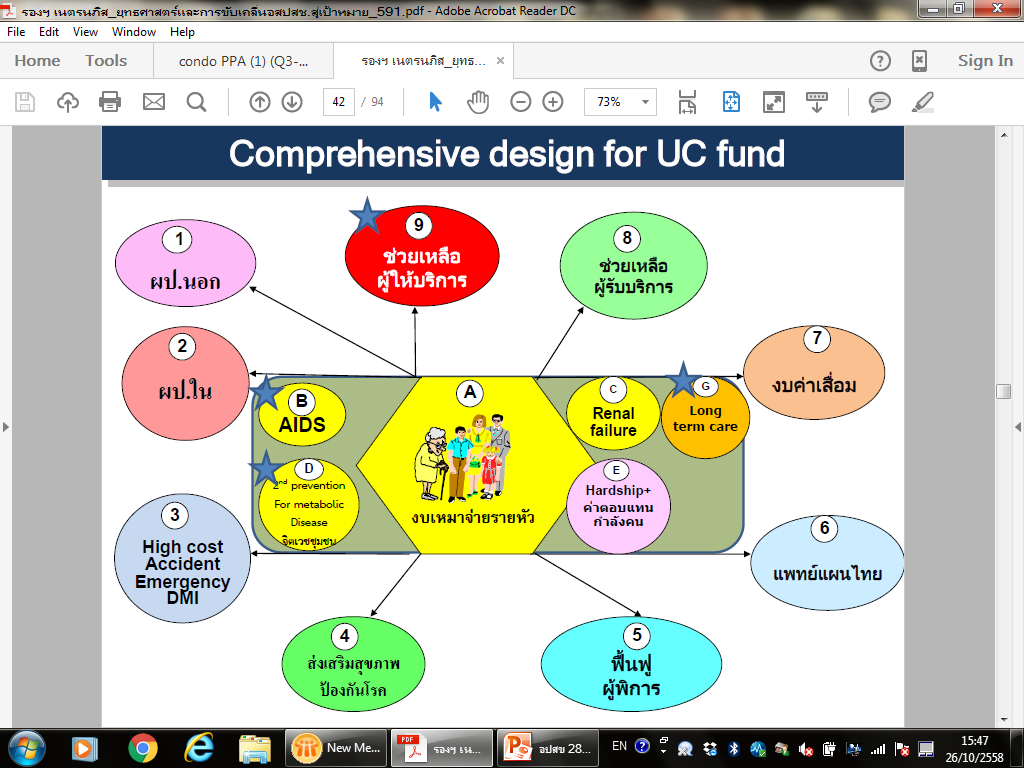 รองฯ เนตรนภิส_ยุทธศาสตร์และการขับเคลื่อนสปสช.สู่เป้าหมาย_591.pdf - Adobe Acrobat Reader DC
File Edit View Window Help
Home Tools condo PPA (1) (Q3-... รองฯ เนตรนภิส_ยุทธ... × Sign In
42 / 94 73%
Comprehensive design for UC fund
1
ผป.นอก
9
ช่วยเหลือ
ผู้ให้บริการ
8
ช่วยเหลือ
ผู้รับบริการ
2
ผป.ใน
7
งบค่าเสื่อม
B
AIDS
A
งบเหมาจ่ายรายหัว
C
Renal
failure
G
Long
term care
D
2nd prevention
For metabolic
Disease
จิตเวชชุมชน
E
Hardship+
ค่าตอบแทน
กำลังคน
3
High cost
Accident
Emergency
DMI
6
แพทย์แผนไทย
4
ส่งเสริมสุขภาพ
ป้องกันโรค
5
ฟื้นฟู
ผู้พิการ
New Me... รองฯ เน... อปสข 28... EN 15:47
26/10/2558